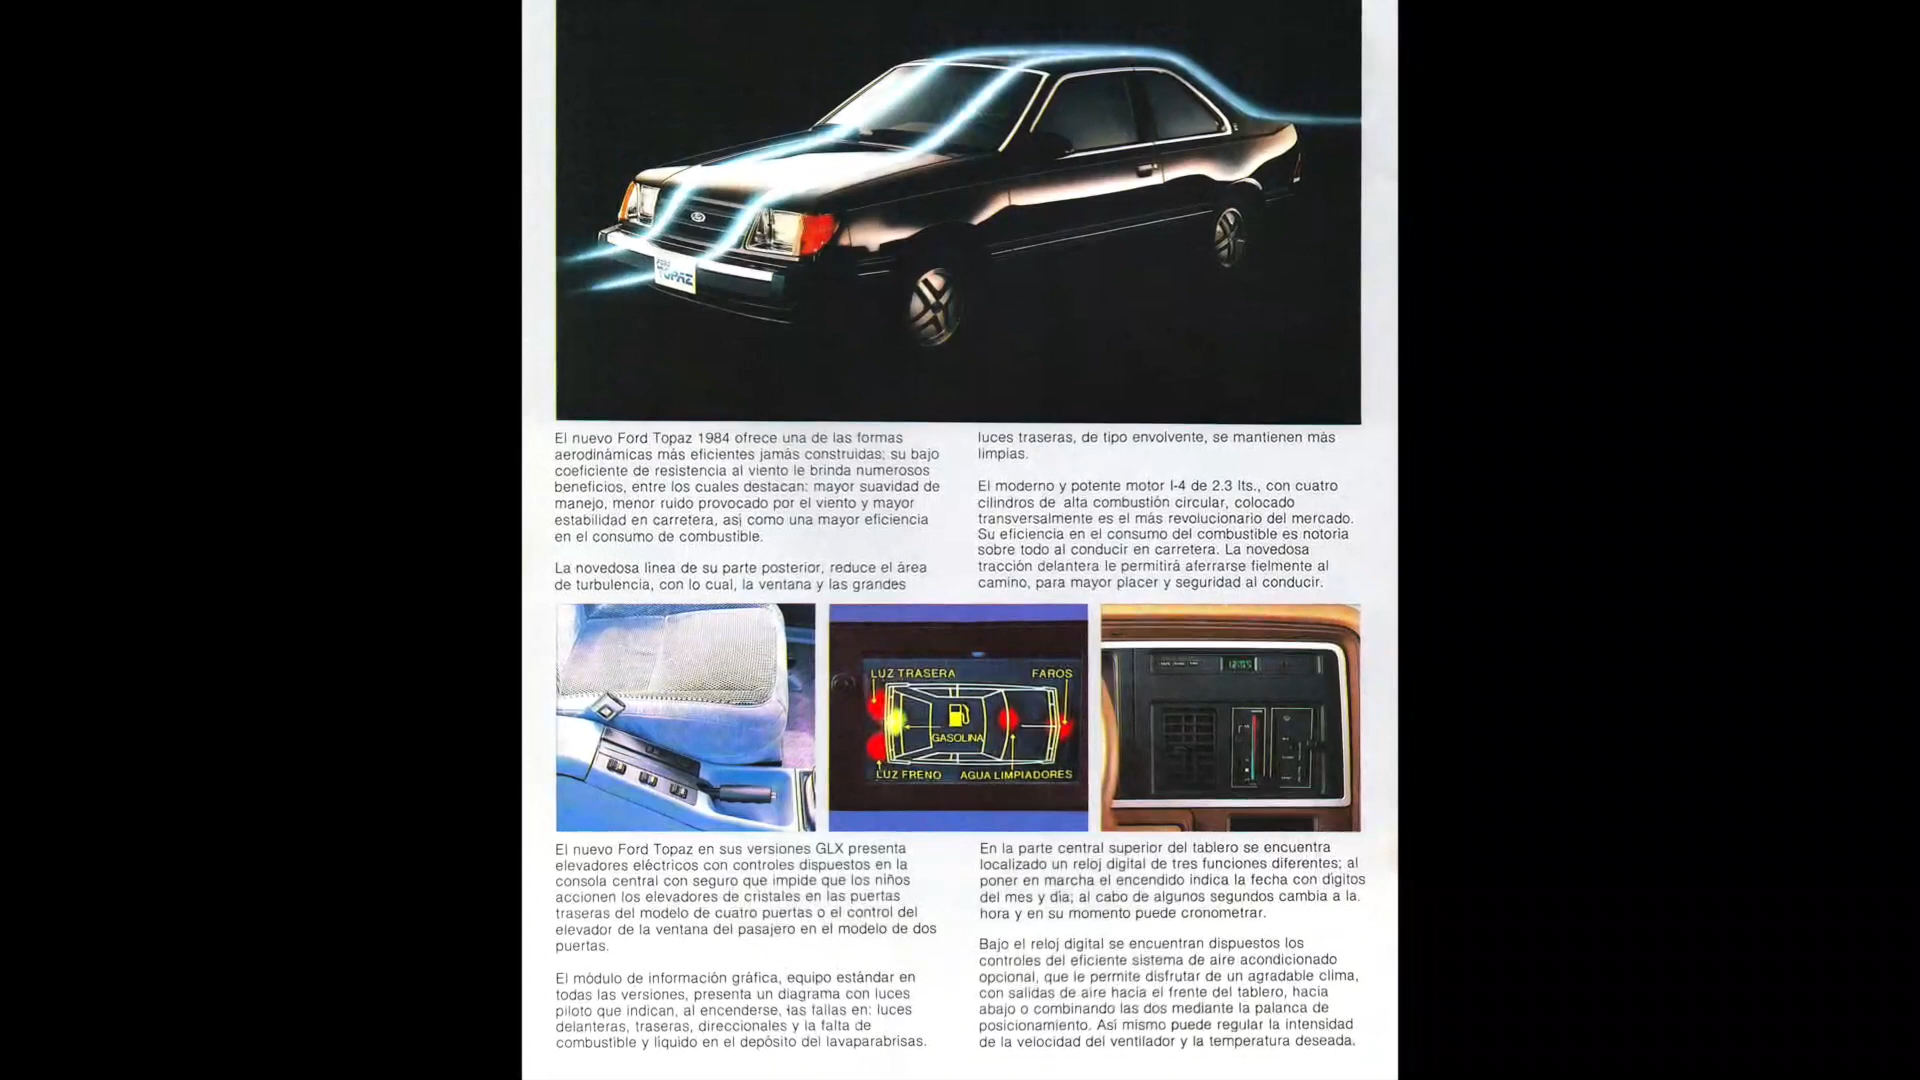 FORD
TOPAZ
El nuevo Ford Topaz 1984 ofrece una de las formas
aerodinámicas más eficientes jamás construidas; su bajo
coeficiente de resistencia al viento le brinda numerosos
beneficios, entre los cuales destacan: mayor suavidad de
manejo, menor ruido provocado por el viento y mayor
estabilidad en carretera, así como una mayor eficiencia
en el consumo de combustible.
La novedosa línea de su parte posterior, reduce el área
de turbulencia, con lo cual, la ventana y las grandes
luces traseras, de tipo envolvente, se mantienen más
limpias.
El moderno y potente motor I-4 de 2.3 lts., con cuatro
cilindros de alta combustión circular, colocado
transversalmente es el más revolucionario del mercado.
Su eficiencia en el consumo del combustible es notoria
sobre todo al conducir en carretera. La novedosa
tracción delantera le permitirá aferrarse fielmente al
camino, para mayor placer y seguridad al conducir.
LUZ TRASERA
FAROS
GASOLINA
LUZ FRENO
AGUA LIMPIADORES
El nuevo Ford Topaz en sus versiones GLX presenta
elevadores eléctricos con controles dispuestos en la
consola central con seguro que impide que los niños
accionen los elevadores de cristales en las puertas
traseras del modelo de cuatro puertas o el control del
elevador de la ventana del pasajero en el modelo de dos
puertas.
El módulo de información gráfica, equipo estándar en
todas las versiones, presenta un diagrama con luces
piloto que indican, al encenderse, las fallas en: luces
delanteras, traseras, direccionales y la falta de
combustible y líquido en el depósito del lavaparabrisas.
En la parte central superior del tablero se encuentra
localizado un reloj digital de tres funciones diferentes; al
poner en marcha el encendido indica la fecha con dígitos
del mes y día; al cabo de algunos segundos cambia a la
hora y en su momento puede cronometrar.
Bajo el reloj digital se encuentran dispuestos los
controles del eficiente sistema de aire acondicionado
opcional, que le permite disfrutar de un agradable clima,
con salidas de aire hacia el frente del tablero, hacia
abajo o combinando las dos mediante la palanca de
posicionamiento. Así mismo puede regular la intensidad
de la velocidad del ventilador y la temperatura deseada.